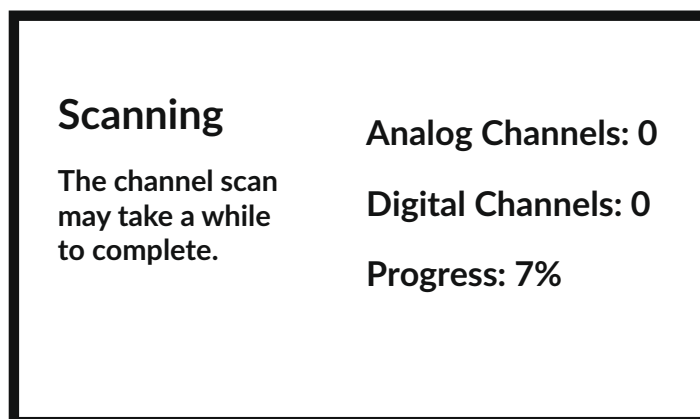 Scanning
The channel scan
may take a while
to complete.
Analog Channels: 0
Digital Channels: 0
Progress: 7%